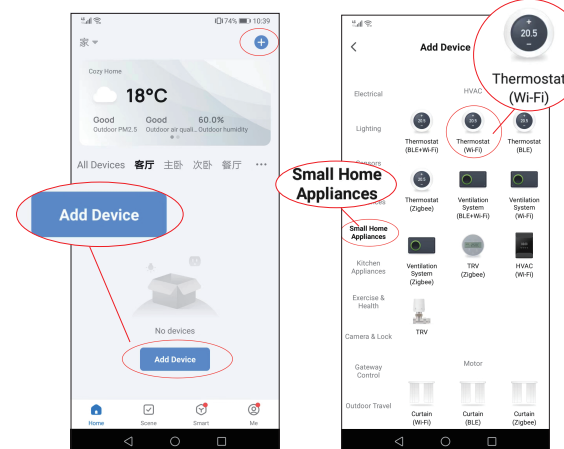 74% 10:39
家
Cozy Home
18°C
Good
Good
60.0%
Outdoor PM2.5
Outdoor air quali...
Outdoor humidity
All Devices 客厅 主卧 次卧 餐厅 •••
Add Device
No devices
Add Device
Home
Scene
Smart
Me
Add Device
+
20.5
−
Thermostat
(Wi-Fi)
Electrical
Lighting
Sensors
Small Home
Appliances
Small Home
Appliances
Kitchen
Appliances
Exercise &
Health
Camera & Lock
Gateway
Control
Outdoor Travel
HVAC
Thermostat
(BLE+Wi-Fi)
Thermostat
(Wi-Fi)
Thermostat
(BLE)
Thermostat
(Zigbee)
Ventilation
System
(BLE+Wi-Fi)
Ventilation
System
(Wi-Fi)
Ventilation
System
(Zigbee)
TRV
(Zigbee)
HVAC
(Wi-Fi)
TRV
Motor
Curtain
(Wi-Fi)
Curtain
(BLE)
Curtain
(Zigbee)